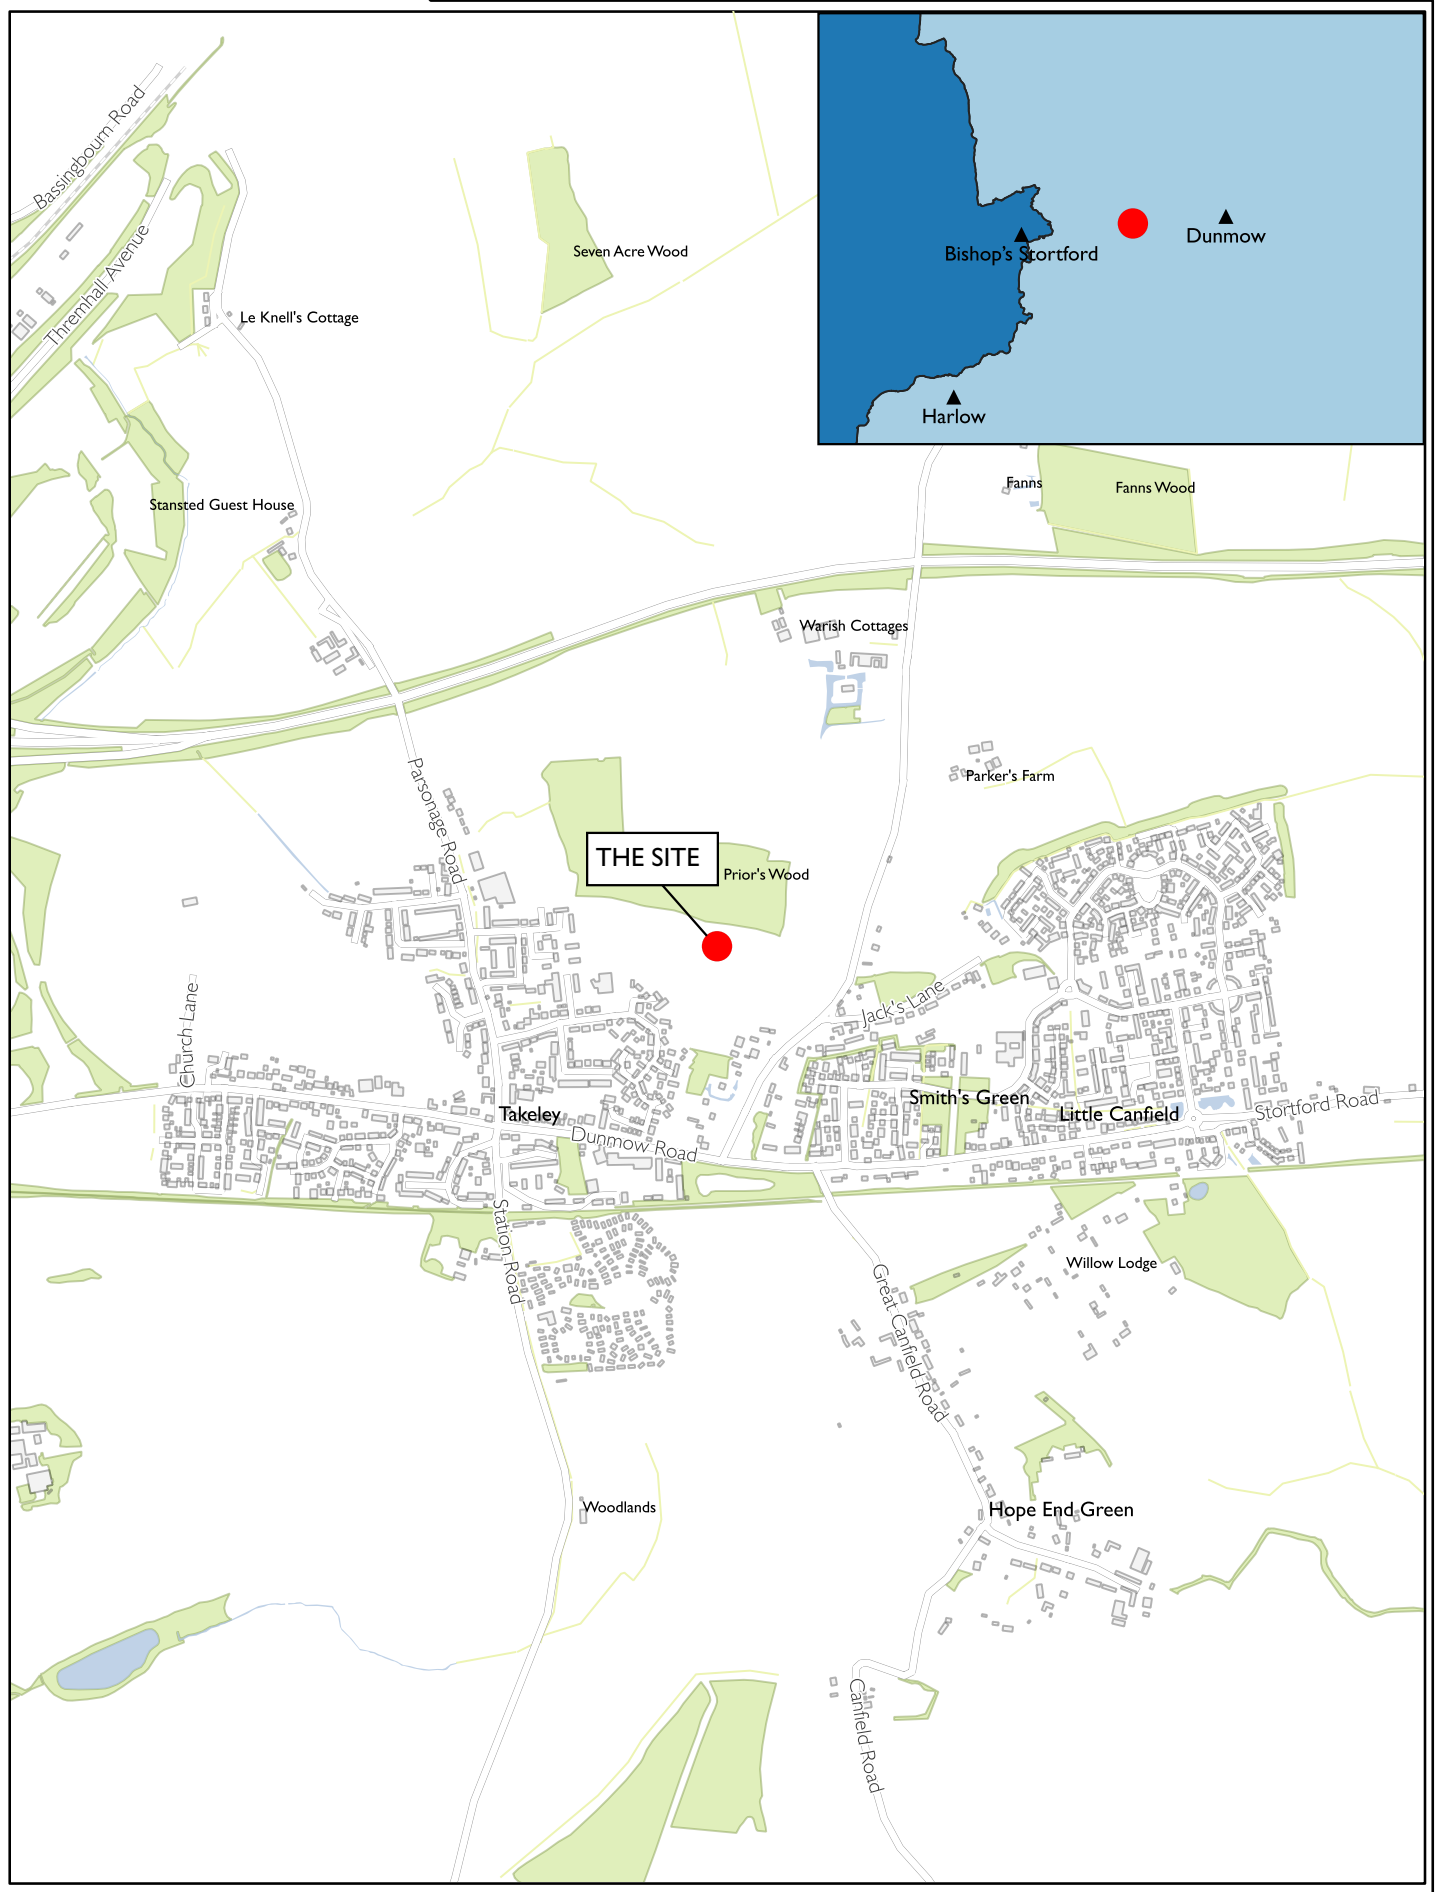 Bassingbourn Road
Bishop's Stortford
Dunmow
Harlow
Thremhall Avenue
Seven Acre Wood
Le Knell's Cottage
Stansted Guest House
Fanns
Fanns Wood
Warish Cottages
Parsonage Road
Parker's Farm
THE SITE
Prior's Wood
Church Lane
Jack's Lane
Takeley
Smith's Green
Little Canfield
Stortford Road
Dunmow Road
Station Road
Great Canfield Road
Willow Lodge
Woodlands
Hope End Green
Canfield Road